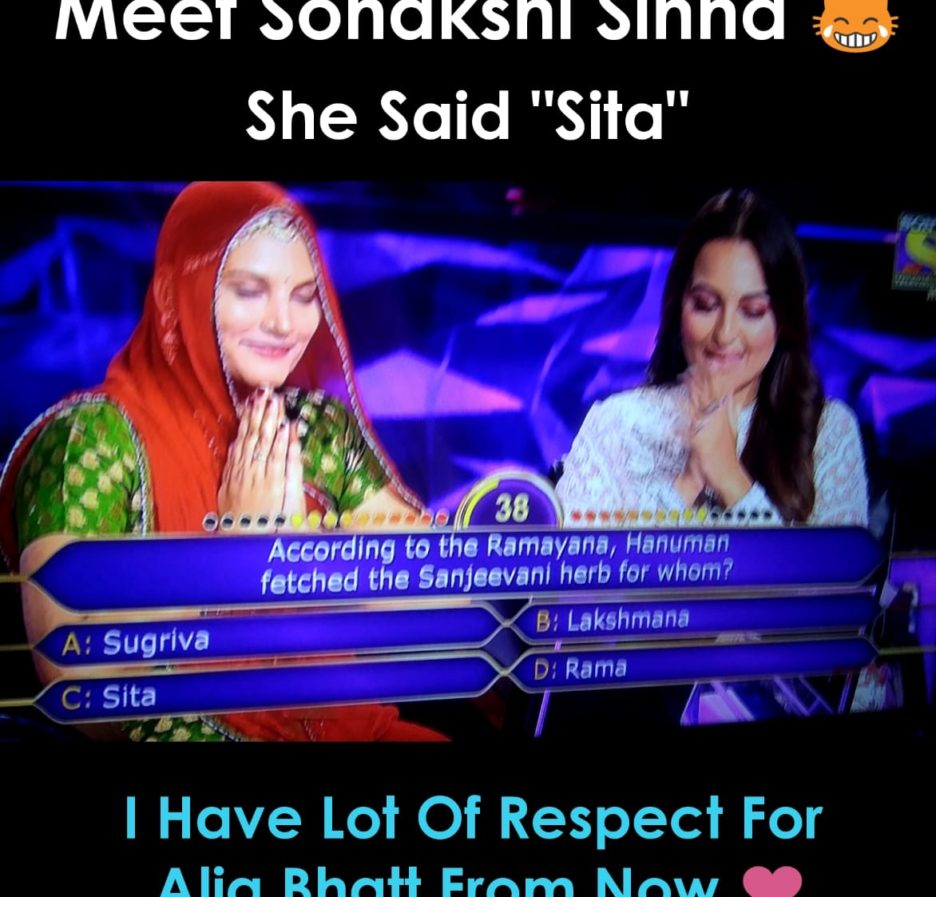 Meet Sonakshi Sinha
She Said "Sita"
38
According to the Ramayana, Hanuman
fetched the Sanjeevani herb for whom?
A: Sugriva
B: Lakshmana
C: Sita
D: Rama
I Have Lot Of Respect For
Alia Bhatt From Now